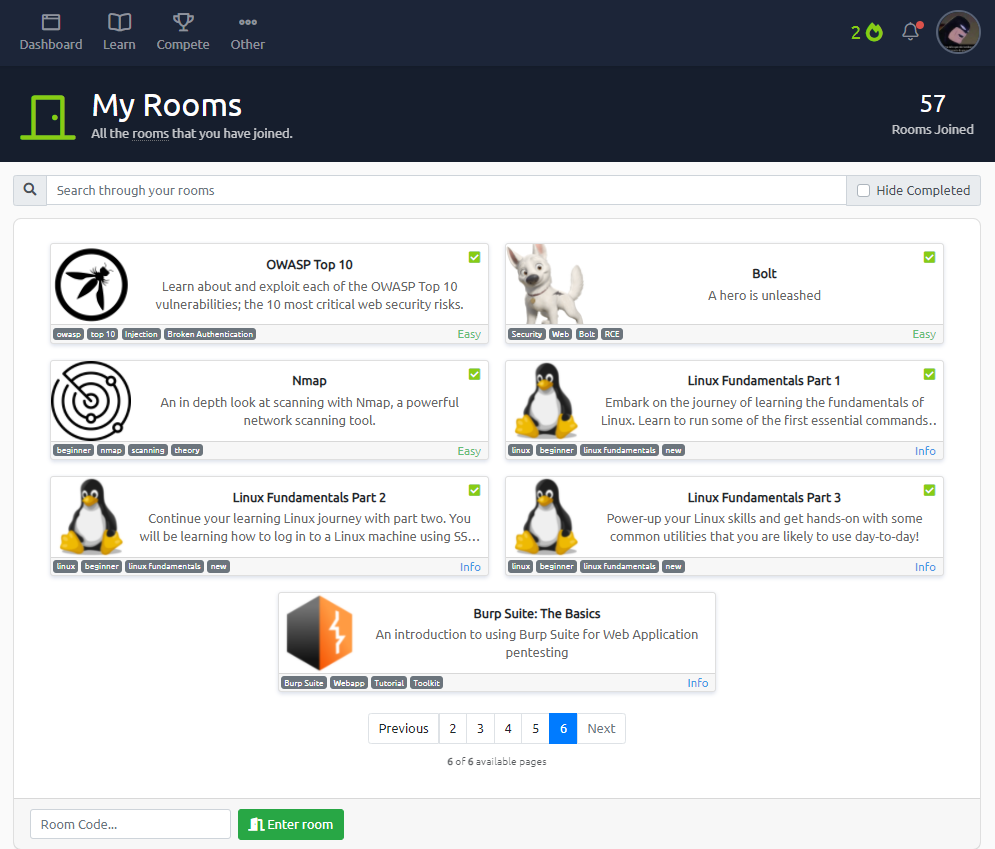 Dashboard Learn Compete Other 2
My Rooms
All the rooms that you have joined.
57
Rooms Joined
Search through your rooms
Hide Completed
OWASP Top 10
Learn about and exploit each of the OWASP Top 10
vulnerabilities; the 10 most critical web security risks.
owasp top 10 Injection Broken Authentication Easy
Bolt
A hero is unleashed
Security Web Bolt RCE Easy
Nmap
An in depth look at scanning with Nmap, a powerful
network scanning tool.
beginner nmap scanning theory Easy
Linux Fundamentals Part 1
Embark on the journey of learning the fundamentals of
Linux. Learn to run some of the first essential commands..
linux beginner linux fundamentals new Info
Linux Fundamentals Part 2
Continue your learning Linux journey with part two. You
will be learning how to log in to a Linux machine using SS...
linux beginner linux fundamentals new Info
Linux Fundamentals Part 3
Power-up your Linux skills and get hands-on with some
common utilities that you are likely to use day-to-day!
linux beginner linux fundamentals new Info
Burp Suite: The Basics
An introduction to using Burp Suite for Web Application
pentesting
Burp Suite Webapp Tutorial Toolkit Info
Previous 2 3 4 5 6 Next
6 of 6 available pages
Room Code... Enter room